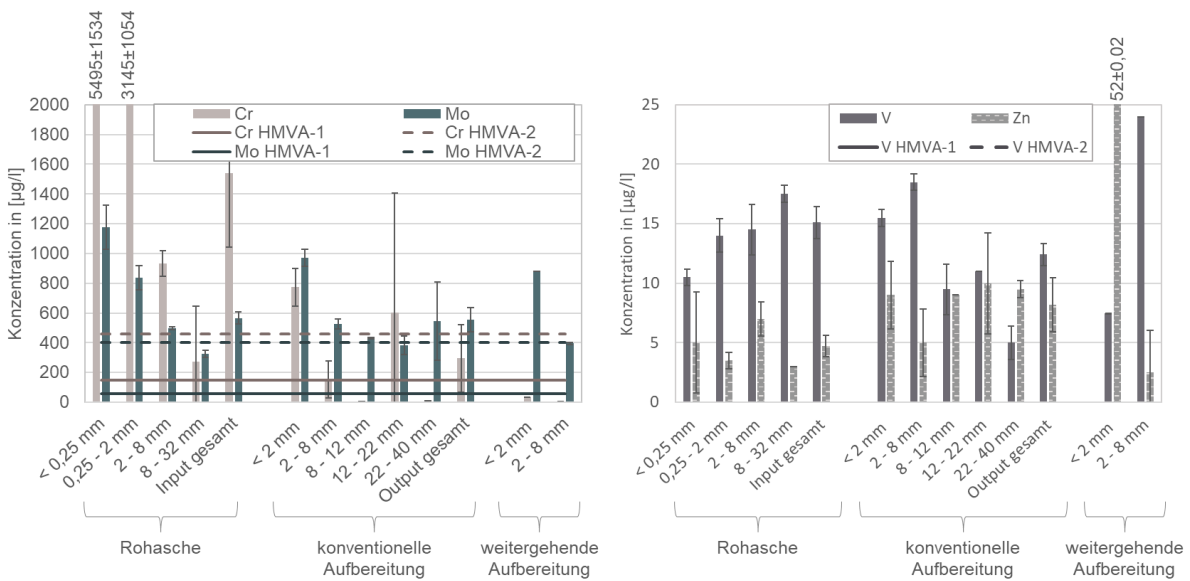 5495±1534
3145±1054
Konzentration in [µg/l]
2000
1800
1600
1400
1200
1000
800
600
400
200
0
Cr
Mo
Cr HMVA-1
Cr HMVA-2
Mo HMVA-1
Mo HMVA-2
< 0,25 mm
0,25 - 2 mm
2 - 8 mm
8 - 32 mm
Input gesamt
< 2 mm
2 - 8 mm
8 - 12 mm
12 - 22 mm
22 - 40 mm
Output gesamt
< 2 mm
2 - 8 mm
Rohasche
konventionelle
Aufbereitung
weitergehende
Aufbereitung
52±0,02
Konzentration in [µg/l]
25
20
15
10
5
0
V
Zn
V HMVA-1
V HMVA-2
< 0,25 mm
0,25 - 2 mm
2 - 8 mm
8 - 32 mm
Input gesamt
< 2 mm
2 - 8 mm
8 - 12 mm
12 - 22 mm
22 - 40 mm
Output gesamt
< 2 mm
2 - 8 mm
Rohasche
konventionelle
Aufbereitung
weitergehende
Aufbereitung